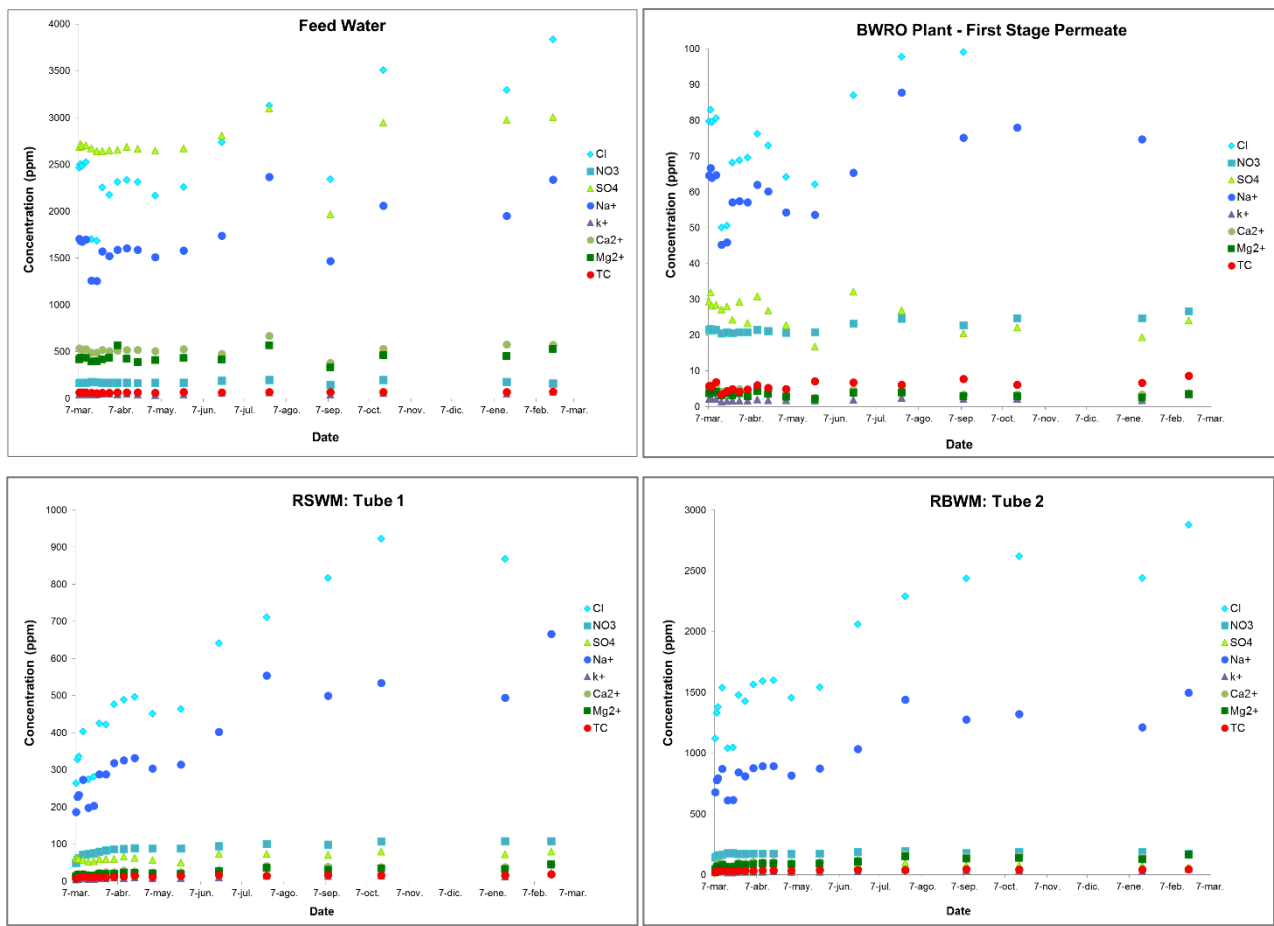 Feed Water
Concentration (ppm)
4000
3500
3000
2500
2000
1500
1000
500
0
7-mar. 7-abr. 7-may. 7-jun. 7-jul. 7-ago. 7-sep. 7-oct. 7-nov. 7-dic. 7-ene. 7-feb. 7-mar.
Date
Cl
NO3
SO4
Na+
k+
Ca2+
Mg2+
TC
BWRO Plant - First Stage Permeate
Concentration (ppm)
100
90
80
70
60
50
40
30
20
10
0
7-mar. 7-abr. 7-may. 7-jun. 7-jul. 7-ago. 7-sep. 7-oct. 7-nov. 7-dic. 7-ene. 7-feb. 7-mar.
Date
Cl
NO3
SO4
Na+
k+
Ca2+
Mg2+
TC
RSWM: Tube 1
Concentration (ppm)
1000
900
800
700
600
500
400
300
200
100
0
7-mar. 7-abr. 7-may. 7-jun. 7-jul. 7-ago. 7-sep. 7-oct. 7-nov. 7-dic. 7-ene. 7-feb. 7-mar.
Date
Cl
NO3
SO4
Na+
k+
Ca2+
Mg2+
TC
RBWM: Tube 2
Concentration (ppm)
3000
2500
2000
1500
1000
500
0
7-mar. 7-abr. 7-may. 7-jun. 7-jul. 7-ago. 7-sep. 7-oct. 7-nov. 7-dic. 7-ene. 7-feb. 7-mar.
Date
Cl
NO3
SO4
Na+
k+
Ca2+
Mg2+
TC